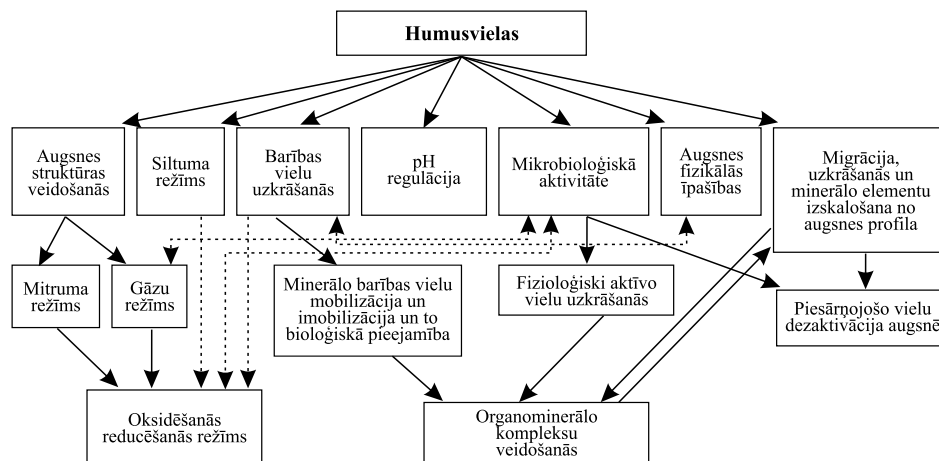 Humusvielas
Augsnes
struktūras
veidošanās
Siltuma
režīms
Barības
vielu
uzkrāšanās
pH
regulācija
Mikrobioloģiskā
aktivitāte
Augsnes
fizikālās
īpašības
Migrācija,
uzkrāšanās un
minerālo elementu
izskalošana no
augsnes profila
Mitruma
režīms
Gāzu
režīms
Minerālo barības vielu
mobilizācija un
imobilizācija un to
bioloģiskā pieejamība
Fizioloģiski aktīvo
vielu uzkrāšanās
Piesārņojošo vielu
dezaktivācija augsnē
Oksidēšanās
reducēšanās režīms
Organominerālo
kompleksu
veidošanās